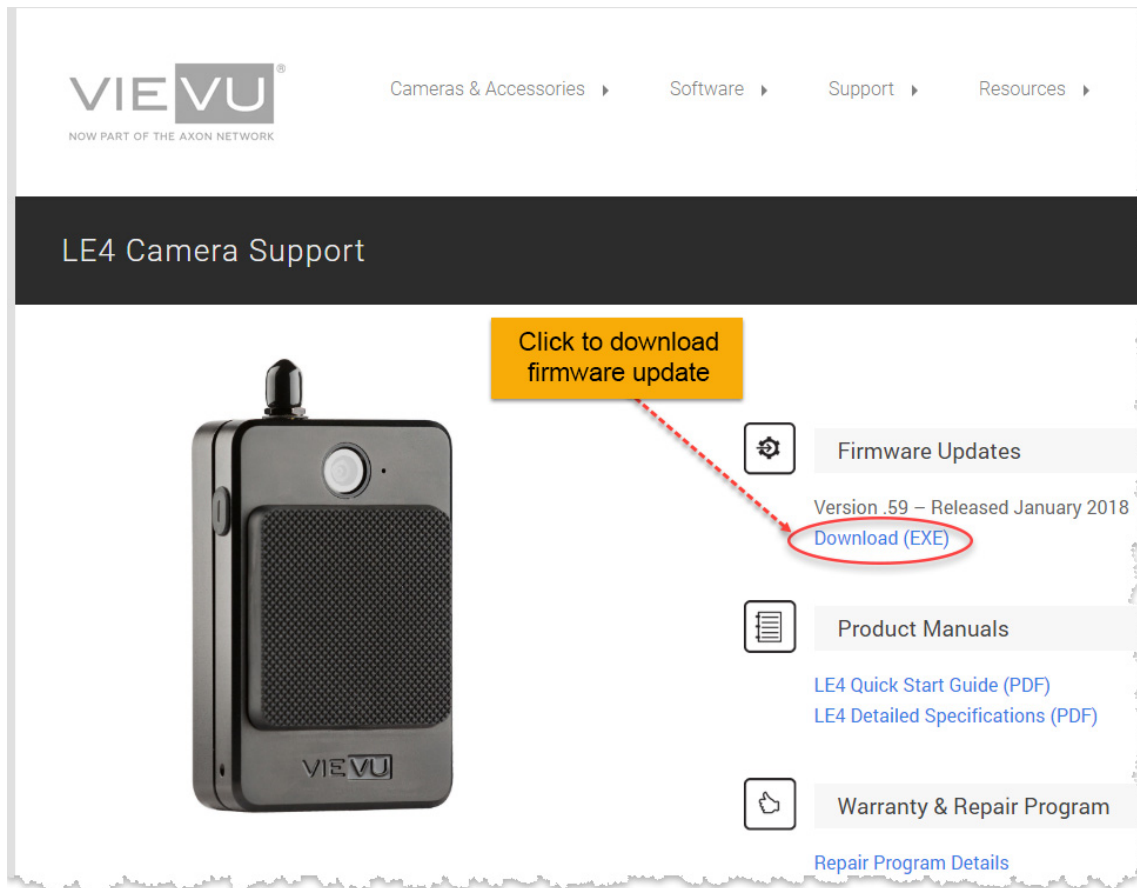 VIEVU®
NOW PART OF THE AXON NETWORK
Cameras & Accessories
Software
Support
Resources
LE4 Camera Support
Click to download
firmware update
Firmware Updates
Version .59 – Released January 2018
Download (EXE)
Product Manuals
LE4 Quick Start Guide (PDF)
LE4 Detailed Specifications (PDF)
VIEVU
Warranty & Repair Program
Repair Program Details